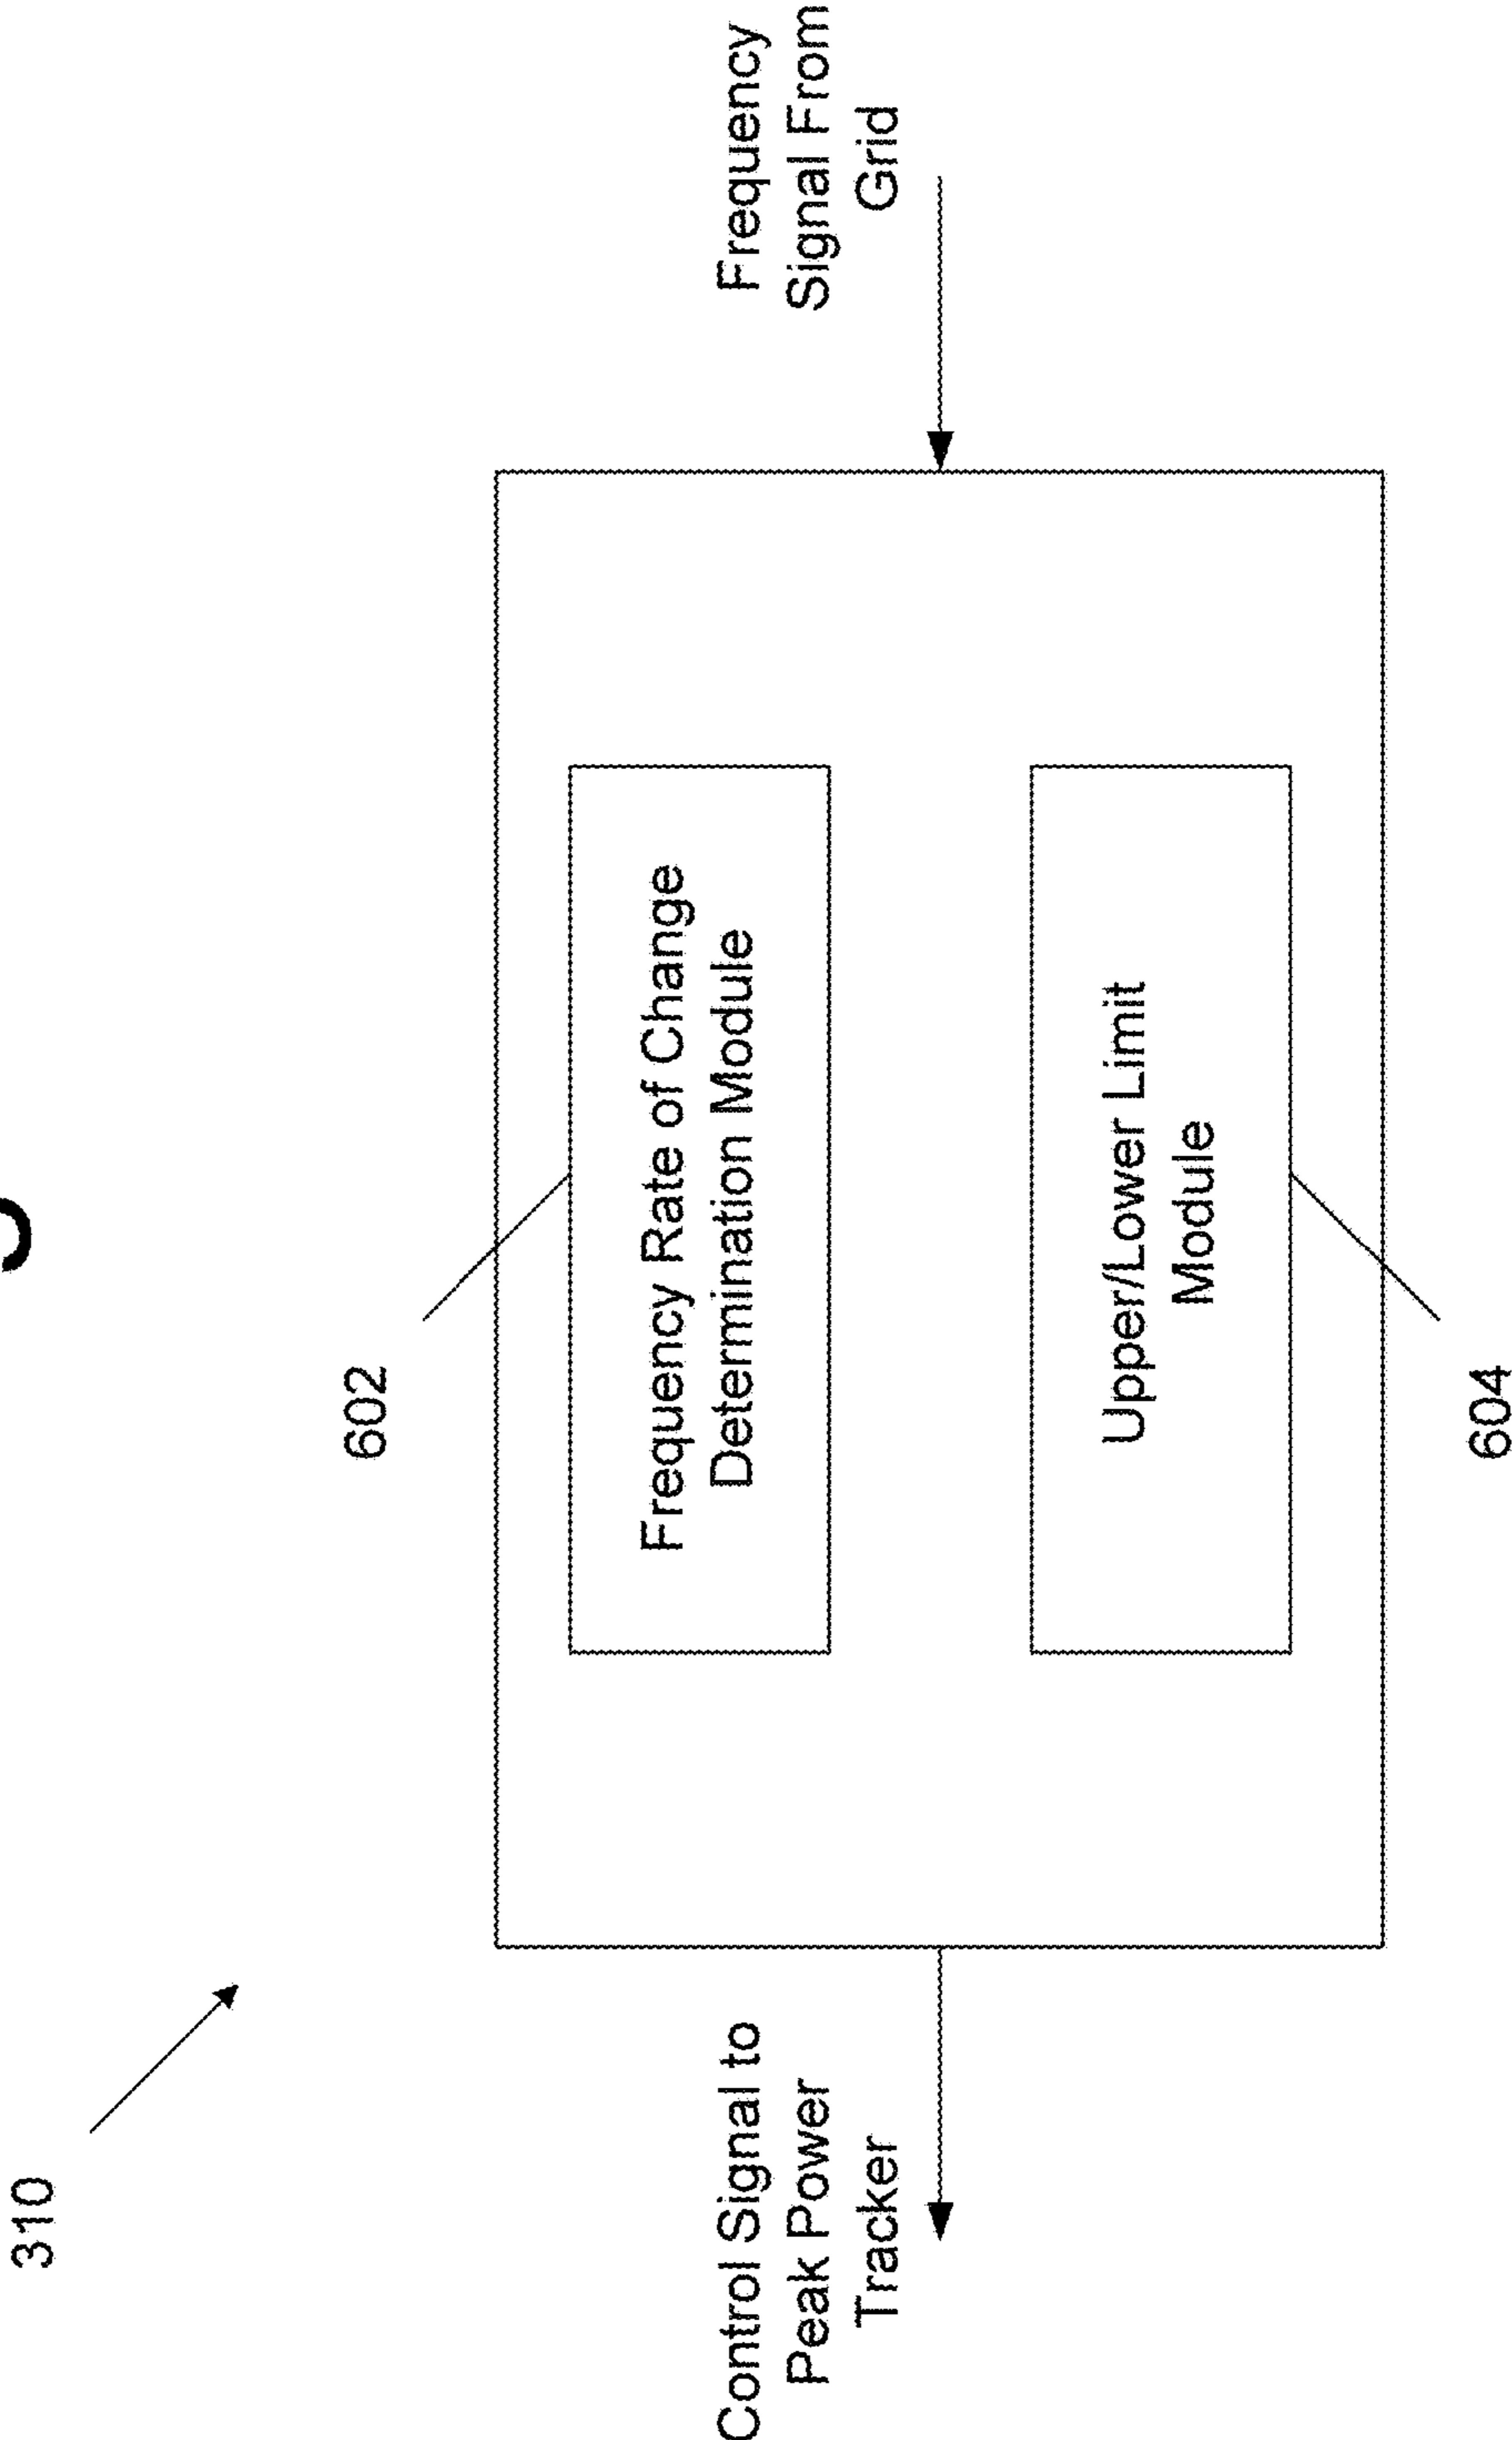 310
602
Frequency Rate of Change
Determination Module
Upper/Lower Limit
Module
604
Control Signal to
Peak Power
Tracker
Frequency
Signal From
Grid